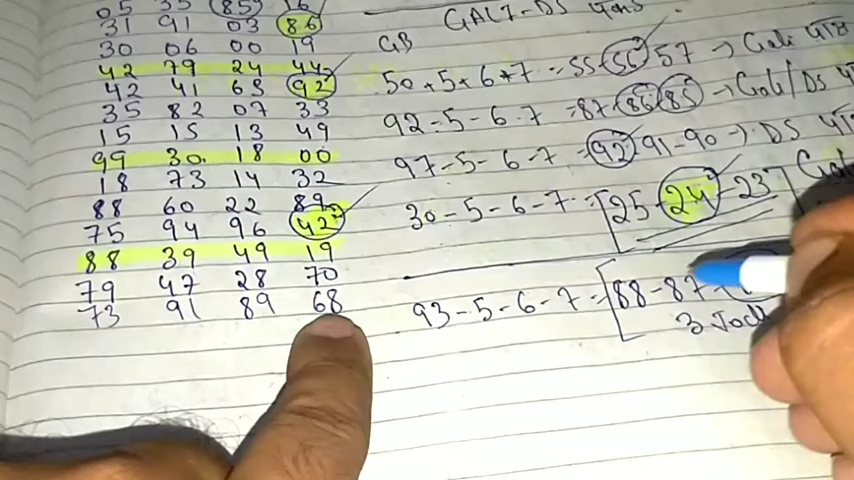 05 35 85 16
31 91 03 86
30 06 00 19
42 79 24 44
42 41 63 92
35 82 07 33
15 15 13 49
99 30. 18 00
18 73 14 32
88 60 22 89
75 94 96 42
88 39 49 19
79 47 28 70
73 91 89 68
GB
50 + 5 + 6 + 7 = 55 - 56 57 → Gali
92 - 5 - 6 - 7 = 87 - 86 - 85 → Gali/DS
97 - 5 - 6 - 7 = 92 91 - 90 → DS
30 - 5 - 6 - 7 = 25 - 24 - 23
93 - 5 - 6 - 7 = 88 - 87 -
3 Jodi